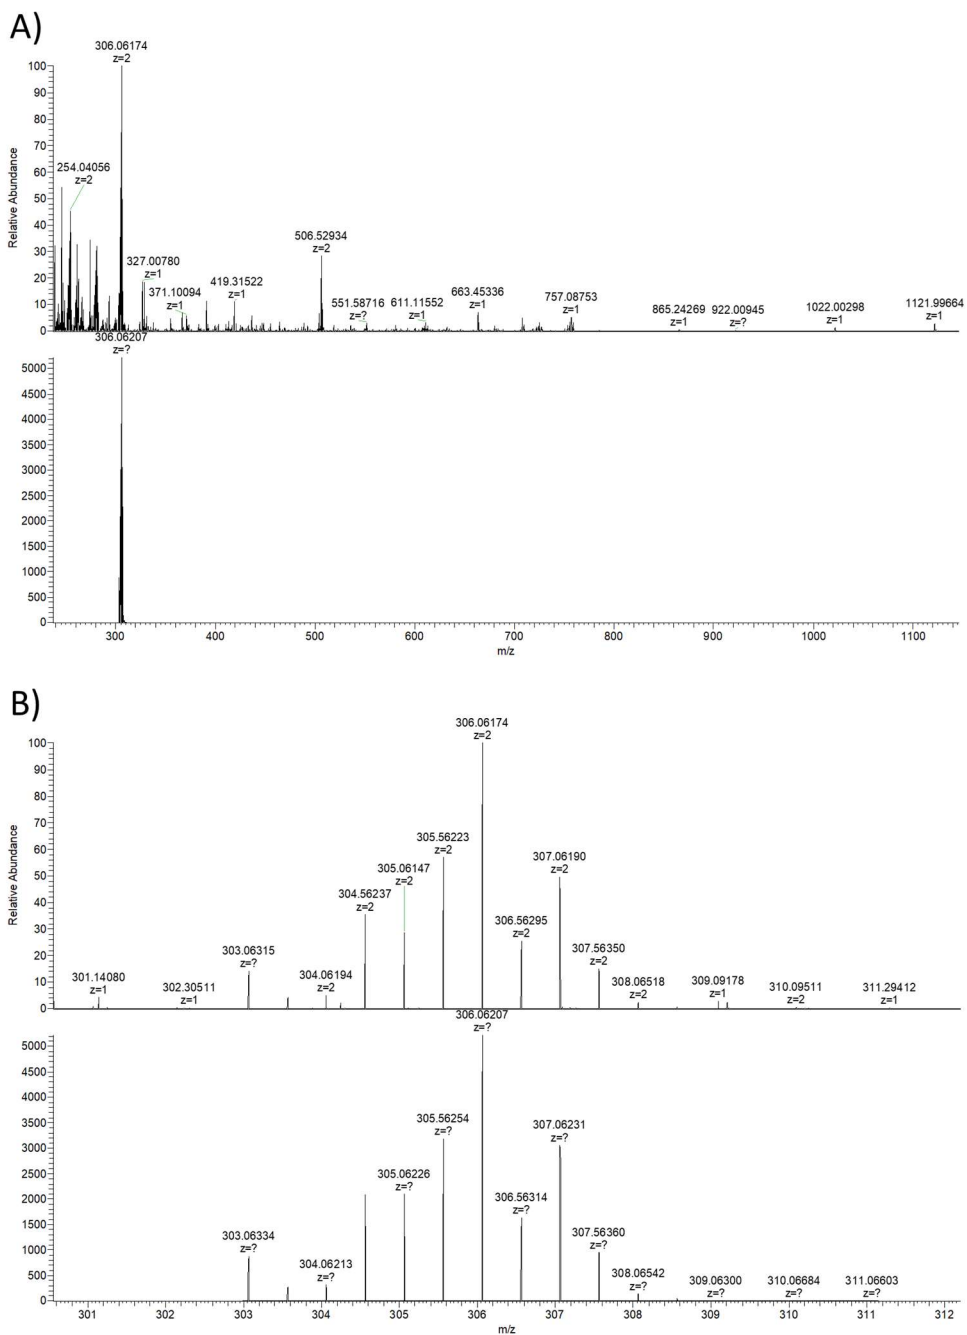 A)
306.06174
z=2
100
90
80
70
60
50
40
30
20
10
0
Relative Abundance
254.04056
z=2
506.52934
z=2
327.00780
z=1
371.10094
z=1
419.31522
z=1
551.58716
z=?
611.11552
z=1
663.45336
z=1
757.08753
z=1
865.24269
z=1
922.00945
z=?
1022.00298
z=1
1121.99664
z=1
306.06207
z=?
5000
4500
4000
3500
3000
2500
2000
1500
1000
500
0
300 400 500 600 700 800 900 1000 1100
m/z
B)
306.06174
z=2
100
90
80
70
60
50
40
30
20
10
0
Relative Abundance
305.56223
z=2
305.06147
z=2
307.06190
z=2
304.56237
z=2
306.56295
z=2
303.06315
z=?
307.56350
z=2
301.14080
z=1
302.30511
z=1
304.06194
z=2
308.06518
z=2
309.09178
z=1
310.09511
z=2
311.29412
z=1
306.06207
z=?
5000
4500
4000
3500
3000
2500
2000
1500
1000
500
0
305.56254
z=?
307.06231
z=?
305.06226
z=?
306.56314
z=?
303.06334
z=?
307.56360
z=?
304.06213
z=?
308.06542
z=?
309.06300
z=?
310.06684
z=?
311.06603
z=?
301 302 303 304 305 306 307 308 309 310 311 312
m/z